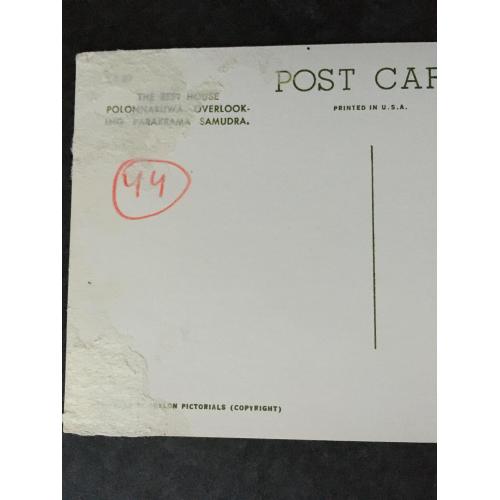 THE REST HOUSE
POLONNARUWA OVERLOOK-
ING PARAKRAMA SAMUDRA.
POST CAR
PRINTED IN U.S.A.
44
CEYLON PICTORIALS (COPYRIGHT)